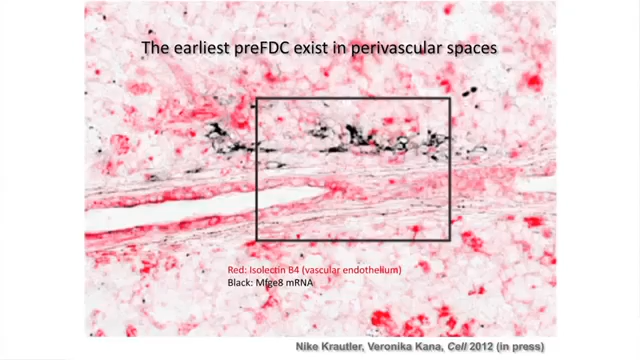 The earliest preFDC exist in perivascular spaces
Red: Isolectin B4 (vascular endothelium)
Black: Mfge8 mRNA
Nike Krautler, Veronika Kana, Cell 2012 (in press)